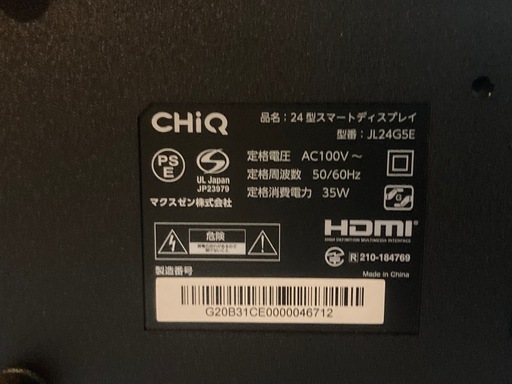 CHiQ
品名：24型スマートディスプレイ
型番：JL24G5E
PS
E
UL Japan
JP23979
マクスゼン株式会社
定格電圧 AC100V～
定格周波数 50/60Hz
定格消費電力 35W
HDMI
HIGH DEFINITION MULTIMEDIA INTERFACE
危険
R 210-184769
Made in China
製造番号
G20B31CE0000046712